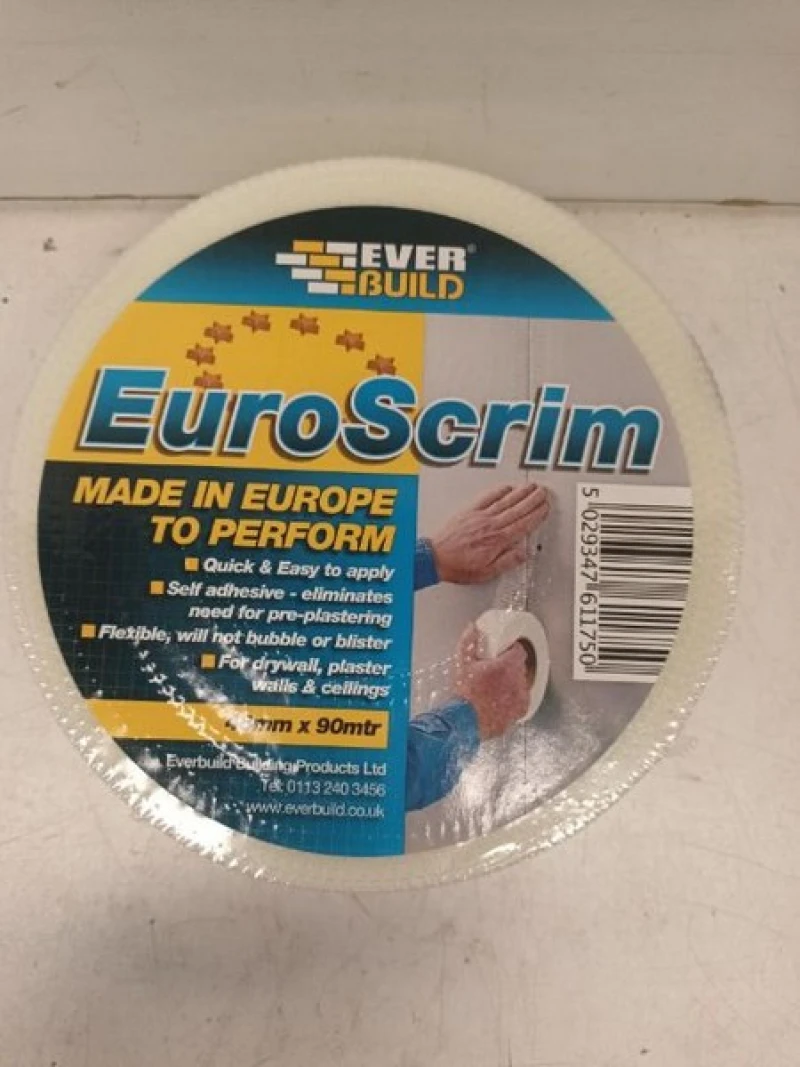 EVER
BUILD®
EuroScrim
MADE IN EUROPE
TO PERFORM
Quick & Easy to apply
Self adhesive - eliminates
need for pre-plastering
Flexible, will not bubble or blister
For drywall, plaster
walls & ceilings
x 90mtr
Everbuild Building Products Ltd
Tel: 0113 240 3456
www.everbuild.co.uk
5 029347 611750